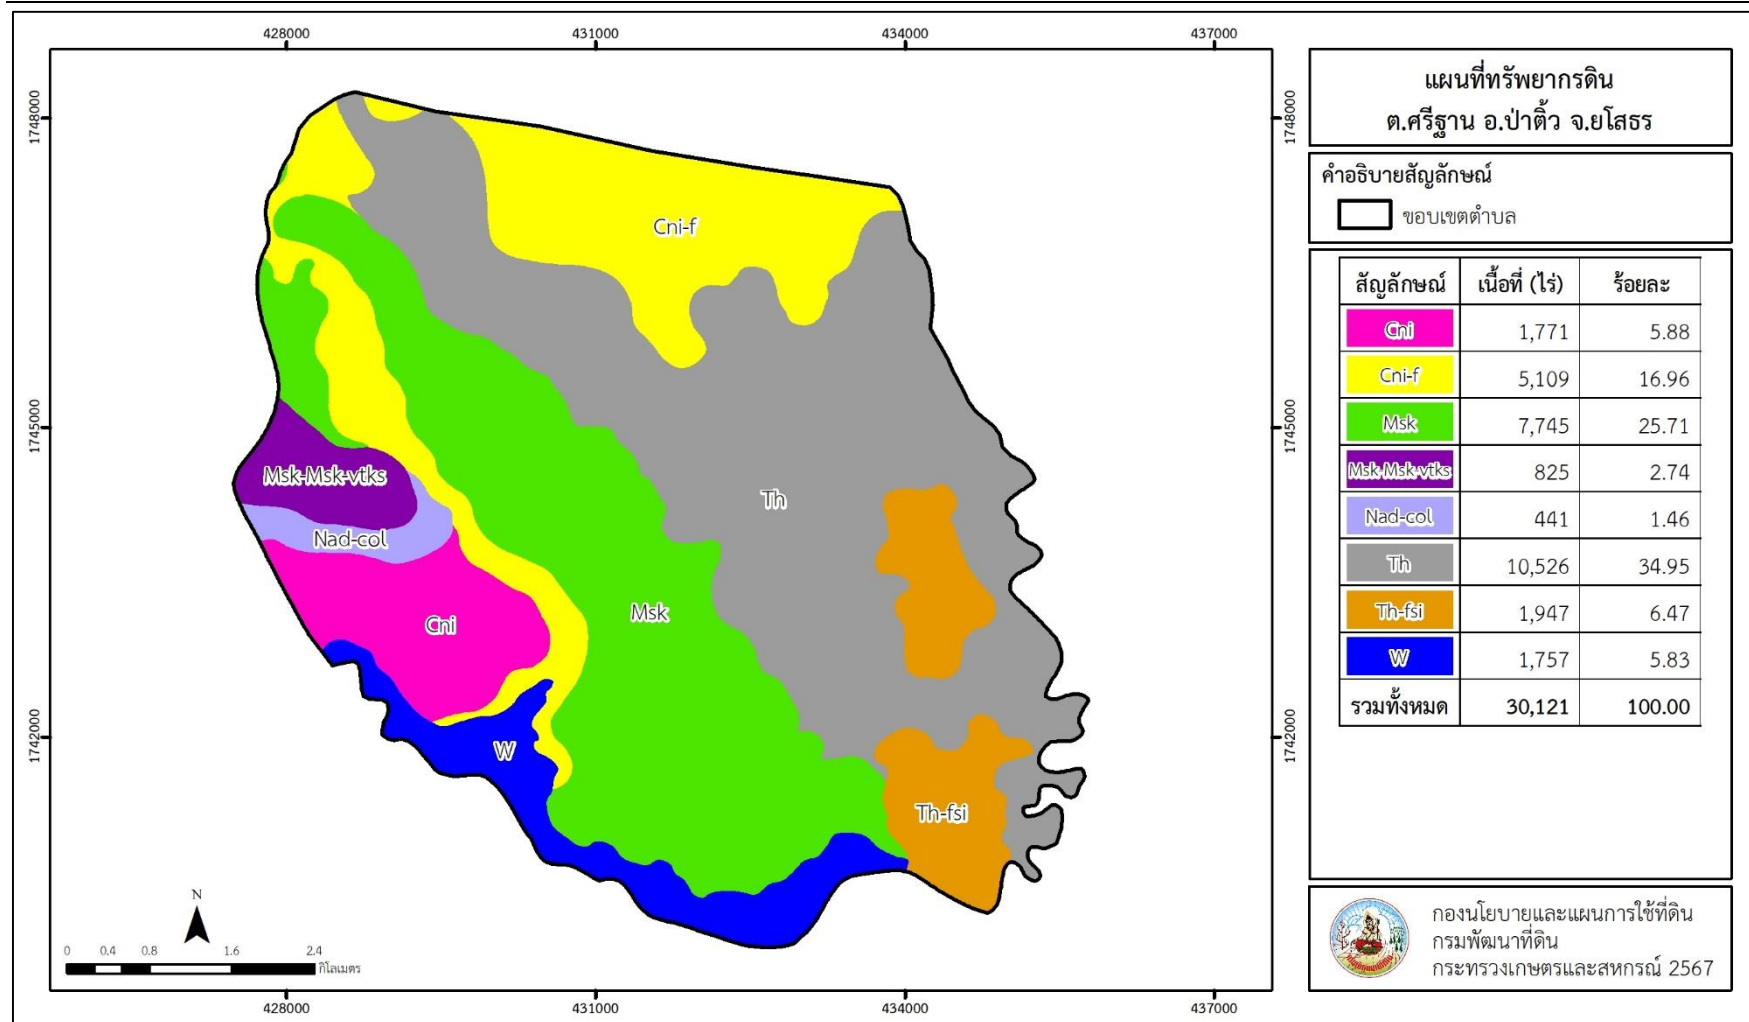 428000 431000 434000 437000
1748000 1748000
1745000 1745000
1742000 1742000
Cni-f
Msk-Msk-vtks
Nad-col
Th
Cni
Msk
W
Th-fsi
N
0 0.4 0.8 1.6 2.4
กิโลเมตร
428000 431000 434000 437000
แผนที่ทรัพยากรดิน
ต.ศรีฐาน อ.ป่าติ้ว จ.ยโสธร
คำอธิบายสัญลักษณ์
ขอบเขตตำบล
สัญลักษณ์ เนื้อที่ (ไร่) ร้อยละ
Cni 1,771 5.88
Cni-f 5,109 16.96
Msk 7,745 25.71
Msk-Msk-vtks 825 2.74
Nad-col 441 1.46
Th 10,526 34.95
Th-fsi 1,947 6.47
W 1,757 5.83
รวมทั้งหมด 30,121 100.00
กองนโยบายและแผนการใช้ที่ดิน
กรมพัฒนาที่ดิน
กระทรวงเกษตรและสหกรณ์ 2567